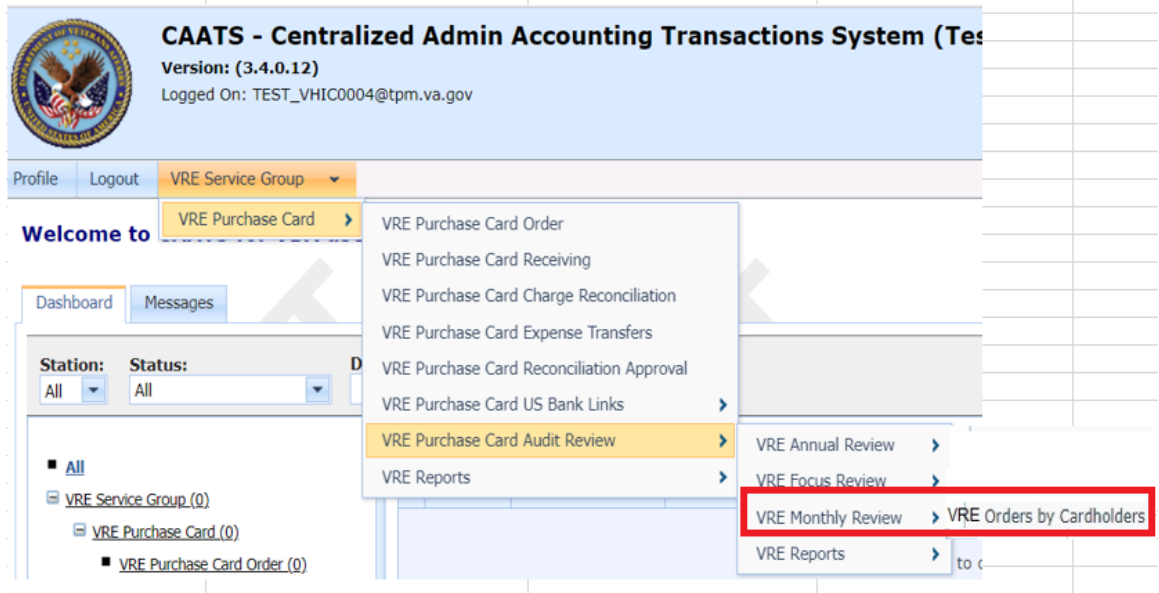 CAATS - Centralized Admin Accounting Transactions System (Tes
Version: (3.4.0.12)
Logged On: TEST_VHIC0004@tpm.va.gov
Profile Logout VRE Service Group
VRE Purchase Card
Welcome to
VRE Purchase Card Order
VRE Purchase Card Receiving
VRE Purchase Card Charge Reconciliation
VRE Purchase Card Expense Transfers
VRE Purchase Card Reconciliation Approval
VRE Purchase Card US Bank Links
VRE Purchase Card Audit Review
VRE Reports
Dashboard Messages
Station: Status: D
All All
VRE Annual Review
VRE Focus Review
VRE Monthly Review VRE Orders by Cardholders
VRE Reports
to c
All
VRE Service Group (0)
VRE Purchase Card (0)
VRE Purchase Card Order (0)